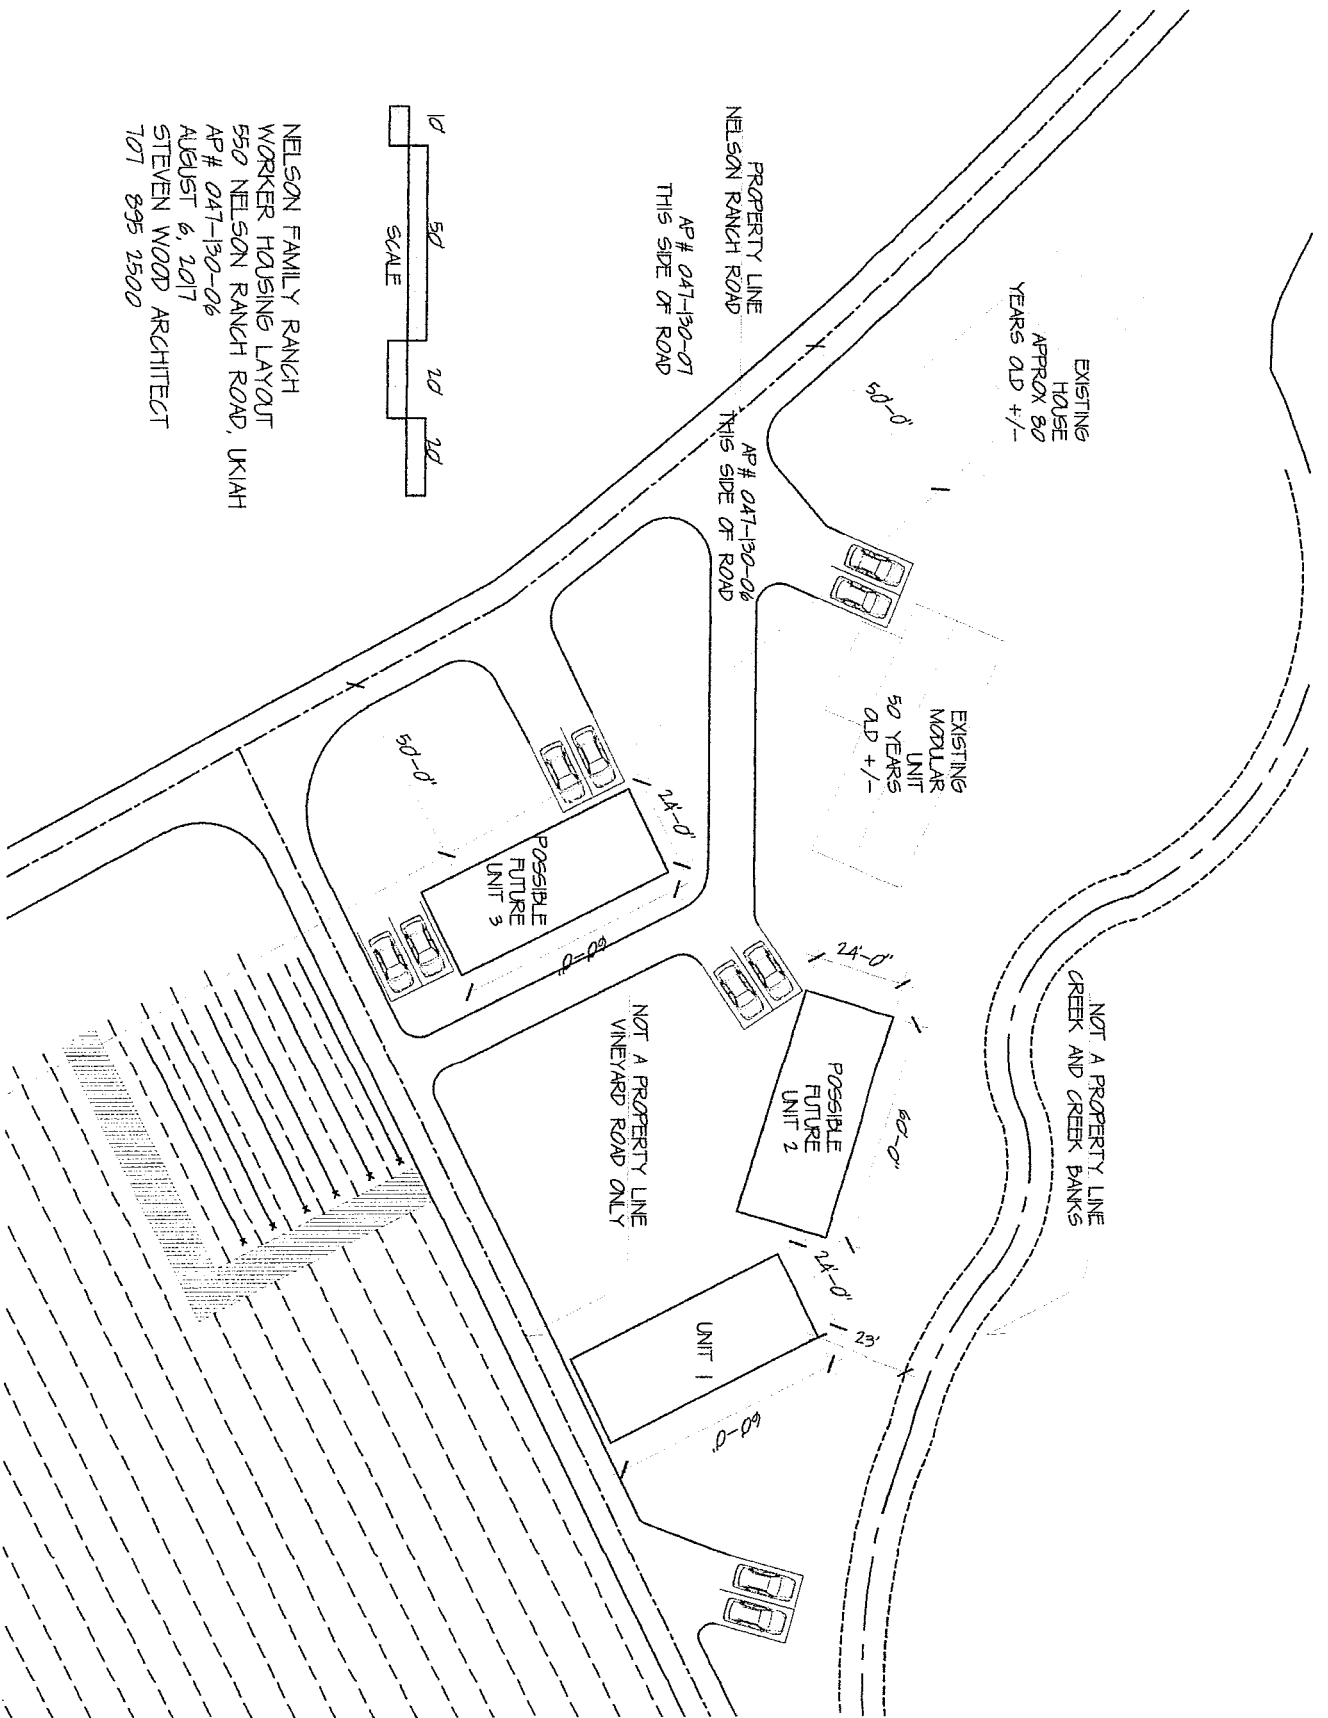 EXISTING
HOUSE
APPROX 80
YEARS OLD +/-
50'-0"
PROPERTY LINE
NELSON RANCH ROAD
AP# 047-130-07
THIS SIDE OF ROAD
AP# 047-130-06
THIS SIDE OF ROAD
EXISTING
MODULAR
UNIT
50 YEARS
OLD +/-
NOT A PROPERTY LINE
CREEK AND CREEK BANKS
24'-0"
60'-0"
POSSIBLE
FUTURE
UNIT 2
24'-0"
23'
UNIT 1
60'-0"
50'-0"
24'-0"
POSSIBLE
FUTURE
UNIT 3
60'-0"
NOT A PROPERTY LINE
VINEYARD ROAD ONLY
10'
50'
20'
20'
SCALE
NELSON FAMILY RANCH
WORKER HOUSING LAYOUT
550 NELSON RANCH ROAD, UKIAH
AP# 047-130-06
AUGUST 6, 2017
STEVEN WOOD ARCHITECT
707 895 2500